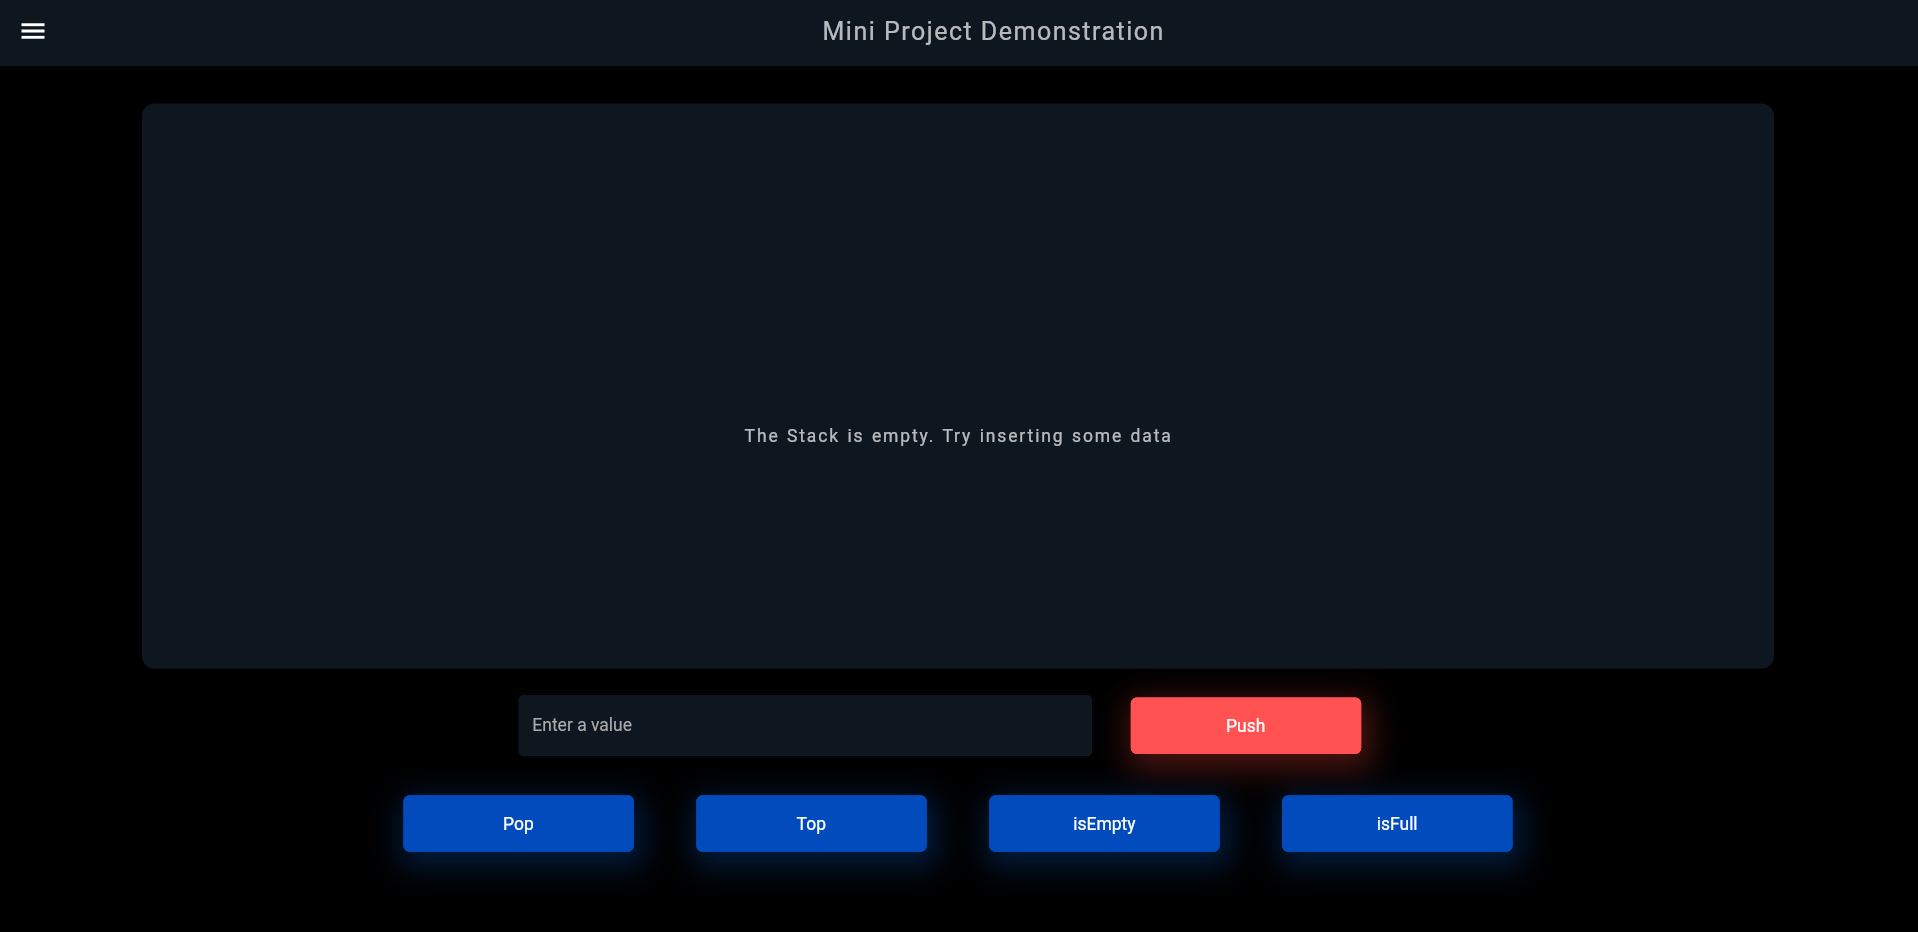 Mini Project Demonstration
The Stack is empty. Try inserting some data
Enter a value
Push
Pop
Top
isEmpty
isFull